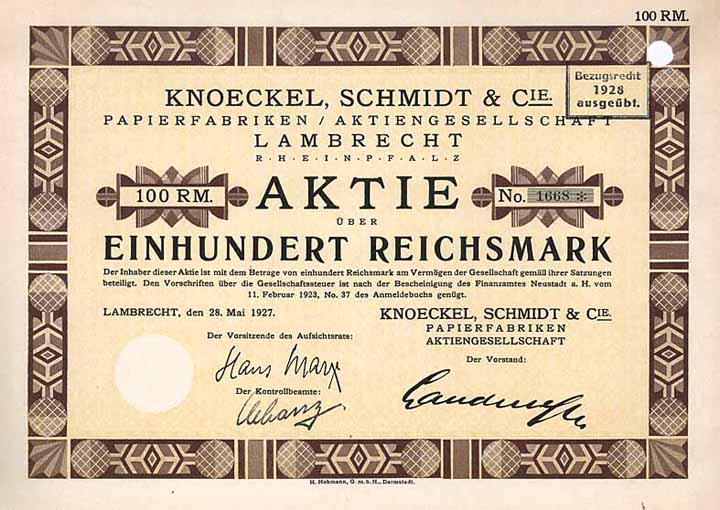 100 RM.
Bezugsrecht
1928
ausgeübt.
KNOECKEL, SCHMIDT & CIE.
PAPIERFABRIKEN / AKTIENGESELLSCHAFT
LAMBRECHT
R·H·E·I·N·P·F·A·L·Z
100 RM. AKTIE No. 1668 *
ÜBER
EINHUNDERT REICHSMARK
Der Inhaber dieser Aktie ist mit dem Betrage von einhundert Reichsmark am Vermögen der Gesellschaft gemäß ihrer Satzungen
beteiligt. Den Vorschriften über die Gesellschaftssteuer ist nach der Bescheinigung des Finanzamtes Neustadt a. H. vom
11. Februar 1923, No. 37 des Anmeldebuchs genügt.
LAMBRECHT, den 28. Mai 1927.
Der Vorsitzende des Aufsichtsrats:
Hans Marx
Der Kontrollbeamte:
KNOECKEL, SCHMIDT & CIE.
PAPIERFABRIKEN
AKTIENGESELLSCHAFT
Der Vorstand:
H. Hohmann, G. m. b. H., Darmstadt.